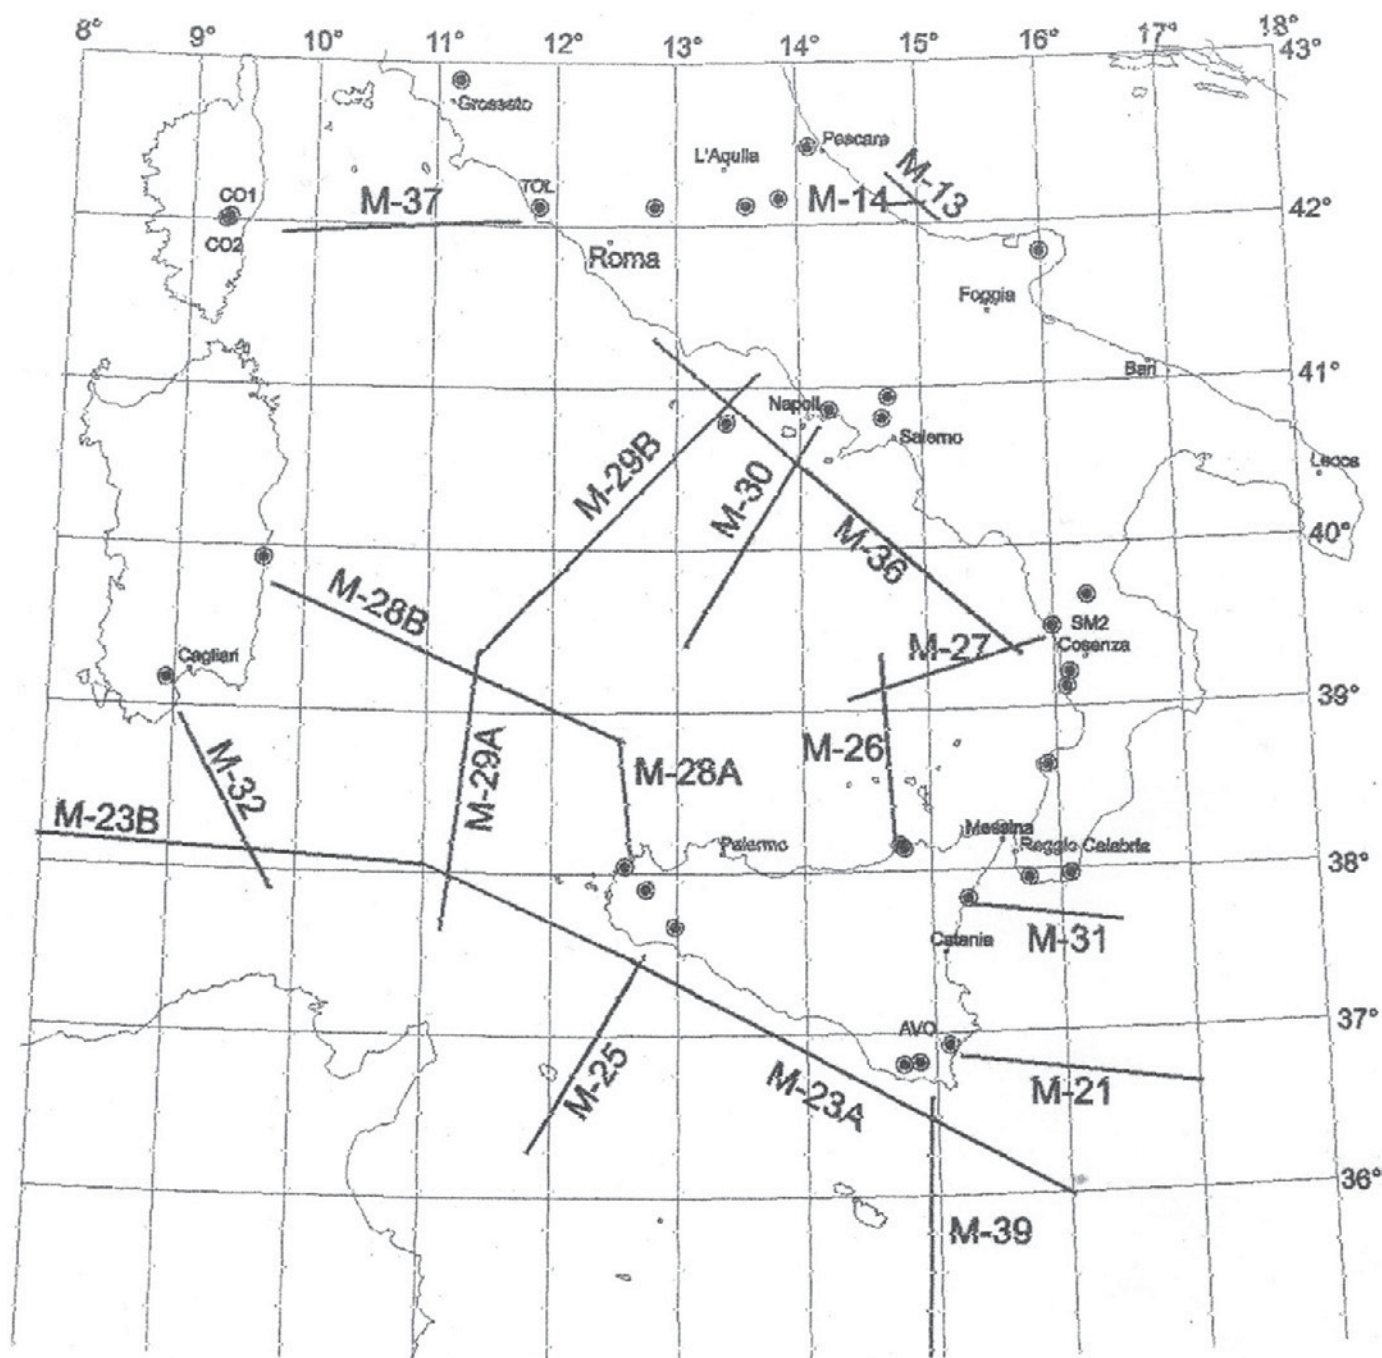 8° 9° 10° 11° 12° 13° 14° 15° 16° 17° 18°
43°
Grosseto
L'Aquila
Pescara
M-13
CO1
M-37
TOL
M-14
42°
CO2
Roma
Foggia
41°
Bari
Napoli
Salerno
M-29B
Lecce
M-30
40°
M-36
M-28B
SM2
M-27
Cosenza
Cagliari
39°
M-26
M-32
M-29A
M-28A
M-23B
Messina
Palermo
Reggio Calabria
38°
M-31
Catania
37°
AVO
M-25
M-23A
M-21
36°
M-39